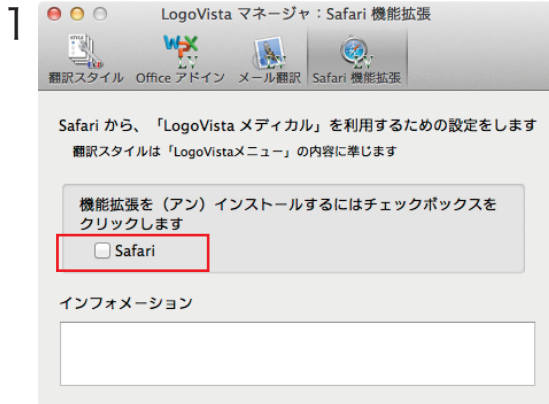 1
LogoVista マネージャ：Safari 機能拡張
翻訳スタイル Office アドイン メール翻訳 Safari 機能拡張
Safari から、「LogoVista メディカル」を利用するための設定をします
翻訳スタイルは「LogoVistaメニュー」の内容に準じます
機能拡張を（アン）インストールするにはチェックボックスを
クリックします
Safari
インフォメーション